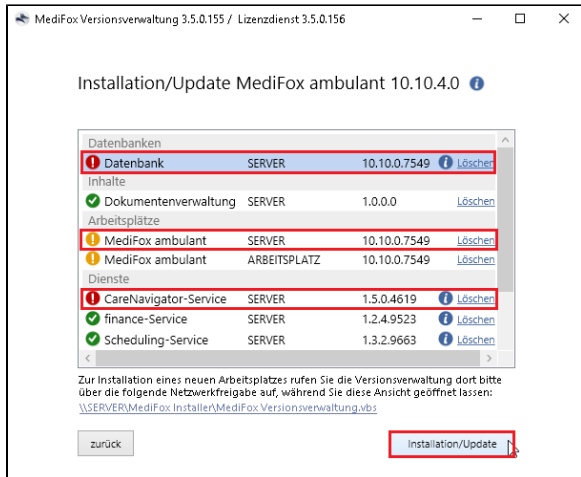 MediFox Versionsverwaltung 3.5.0.155 / Lizenzdienst 3.5.0.156
Installation/Update MediFox ambulant 10.10.4.0
Datenbanken
Datenbank SERVER 10.10.0.7549 Löschen
Inhalte
Dokumentenverwaltung SERVER 1.0.0.0 Löschen
Arbeitsplätze
MediFox ambulant SERVER 10.10.0.7549 Löschen
MediFox ambulant ARBEITSPLATZ 10.10.0.7549 Löschen
Dienste
CareNavigator-Service SERVER 1.5.0.4619 Löschen
finance-Service SERVER 1.2.4.9523 Löschen
Scheduling-Service SERVER 1.3.2.9663 Löschen
Zur Installation eines neuen Arbeitsplatzes rufen Sie die Versionsverwaltung dort bitte
über die folgende Netzwerkfreigabe auf, während Sie diese Ansicht geöffnet lassen:
\\SERVER\MediFox Installer\MediFox Versionsverwaltung.vbs
zurück Installation/Update